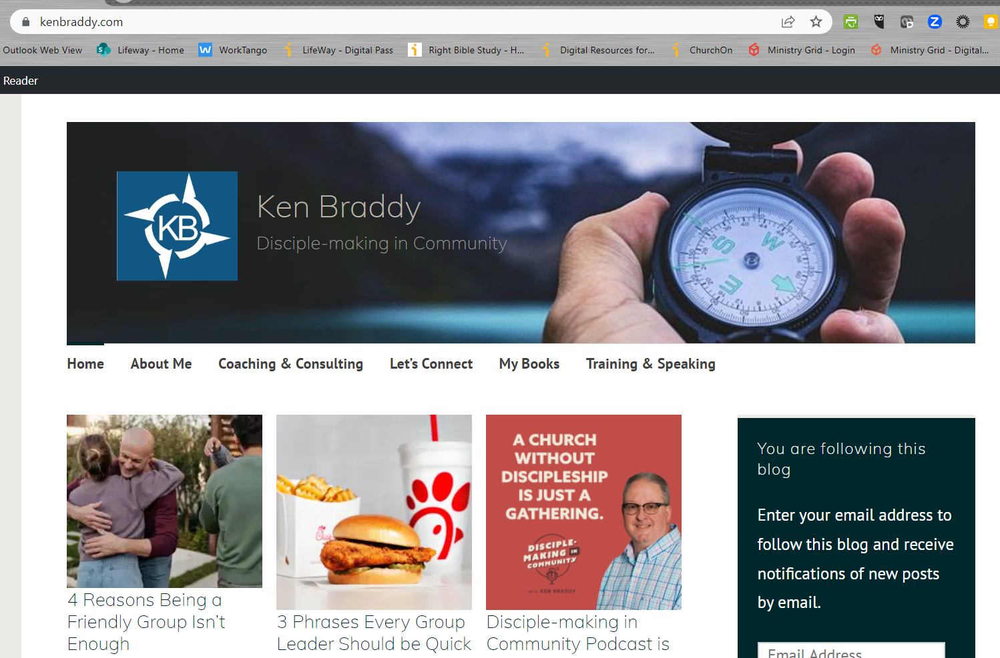 kenbraddy.com
Outlook Web View Lifeway - Home WorkTango LifeWay - Digital Pass Right Bible Study - H... Digital Resources for... ChurchOn Ministry Grid - Login Ministry Grid - Digital...
Reader
KB
Ken Braddy
Disciple-making in Community
S W E
Home About Me Coaching & Consulting Let's Connect My Books Training & Speaking
4 Reasons Being a
Friendly Group Isn't
Enough
3 Phrases Every Group
Leader Should be Quick
A CHURCH
WITHOUT
DISCIPLESHIP
IS JUST A
GATHERING.
DISCIPLE-
MAKING IN
COMMUNITY
WITH KEN BRADDY
Disciple-making in
Community Podcast is
You are following this
blog
Enter your email address to
follow this blog and receive
notifications of new posts
by email.
Email Address